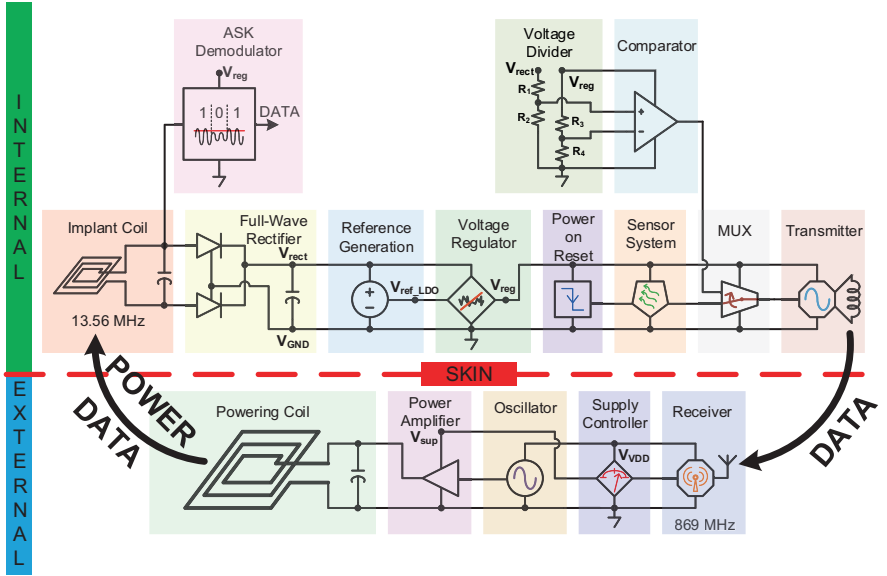 INTERNAL
ASK
Demodulator
Vreg
1 0 1
DATA
Voltage
Divider
Vrect
Vreg
R1
R2
R3
R4
Comparator
+
−
Implant Coil
13.56 MHz
Full-Wave
Rectifier
Vrect
VGND
Reference
Generation
+
−
Vref_LDO
Voltage
Regulator
Vreg
Power
on
Reset
Sensor
System
MUX
Transmitter
SKIN
POWER
DATA
DATA
EXTERNAL
Powering Coil
Power
Amplifier
Vsup
Oscillator
Supply
Controller
VVDD
Receiver
869 MHz